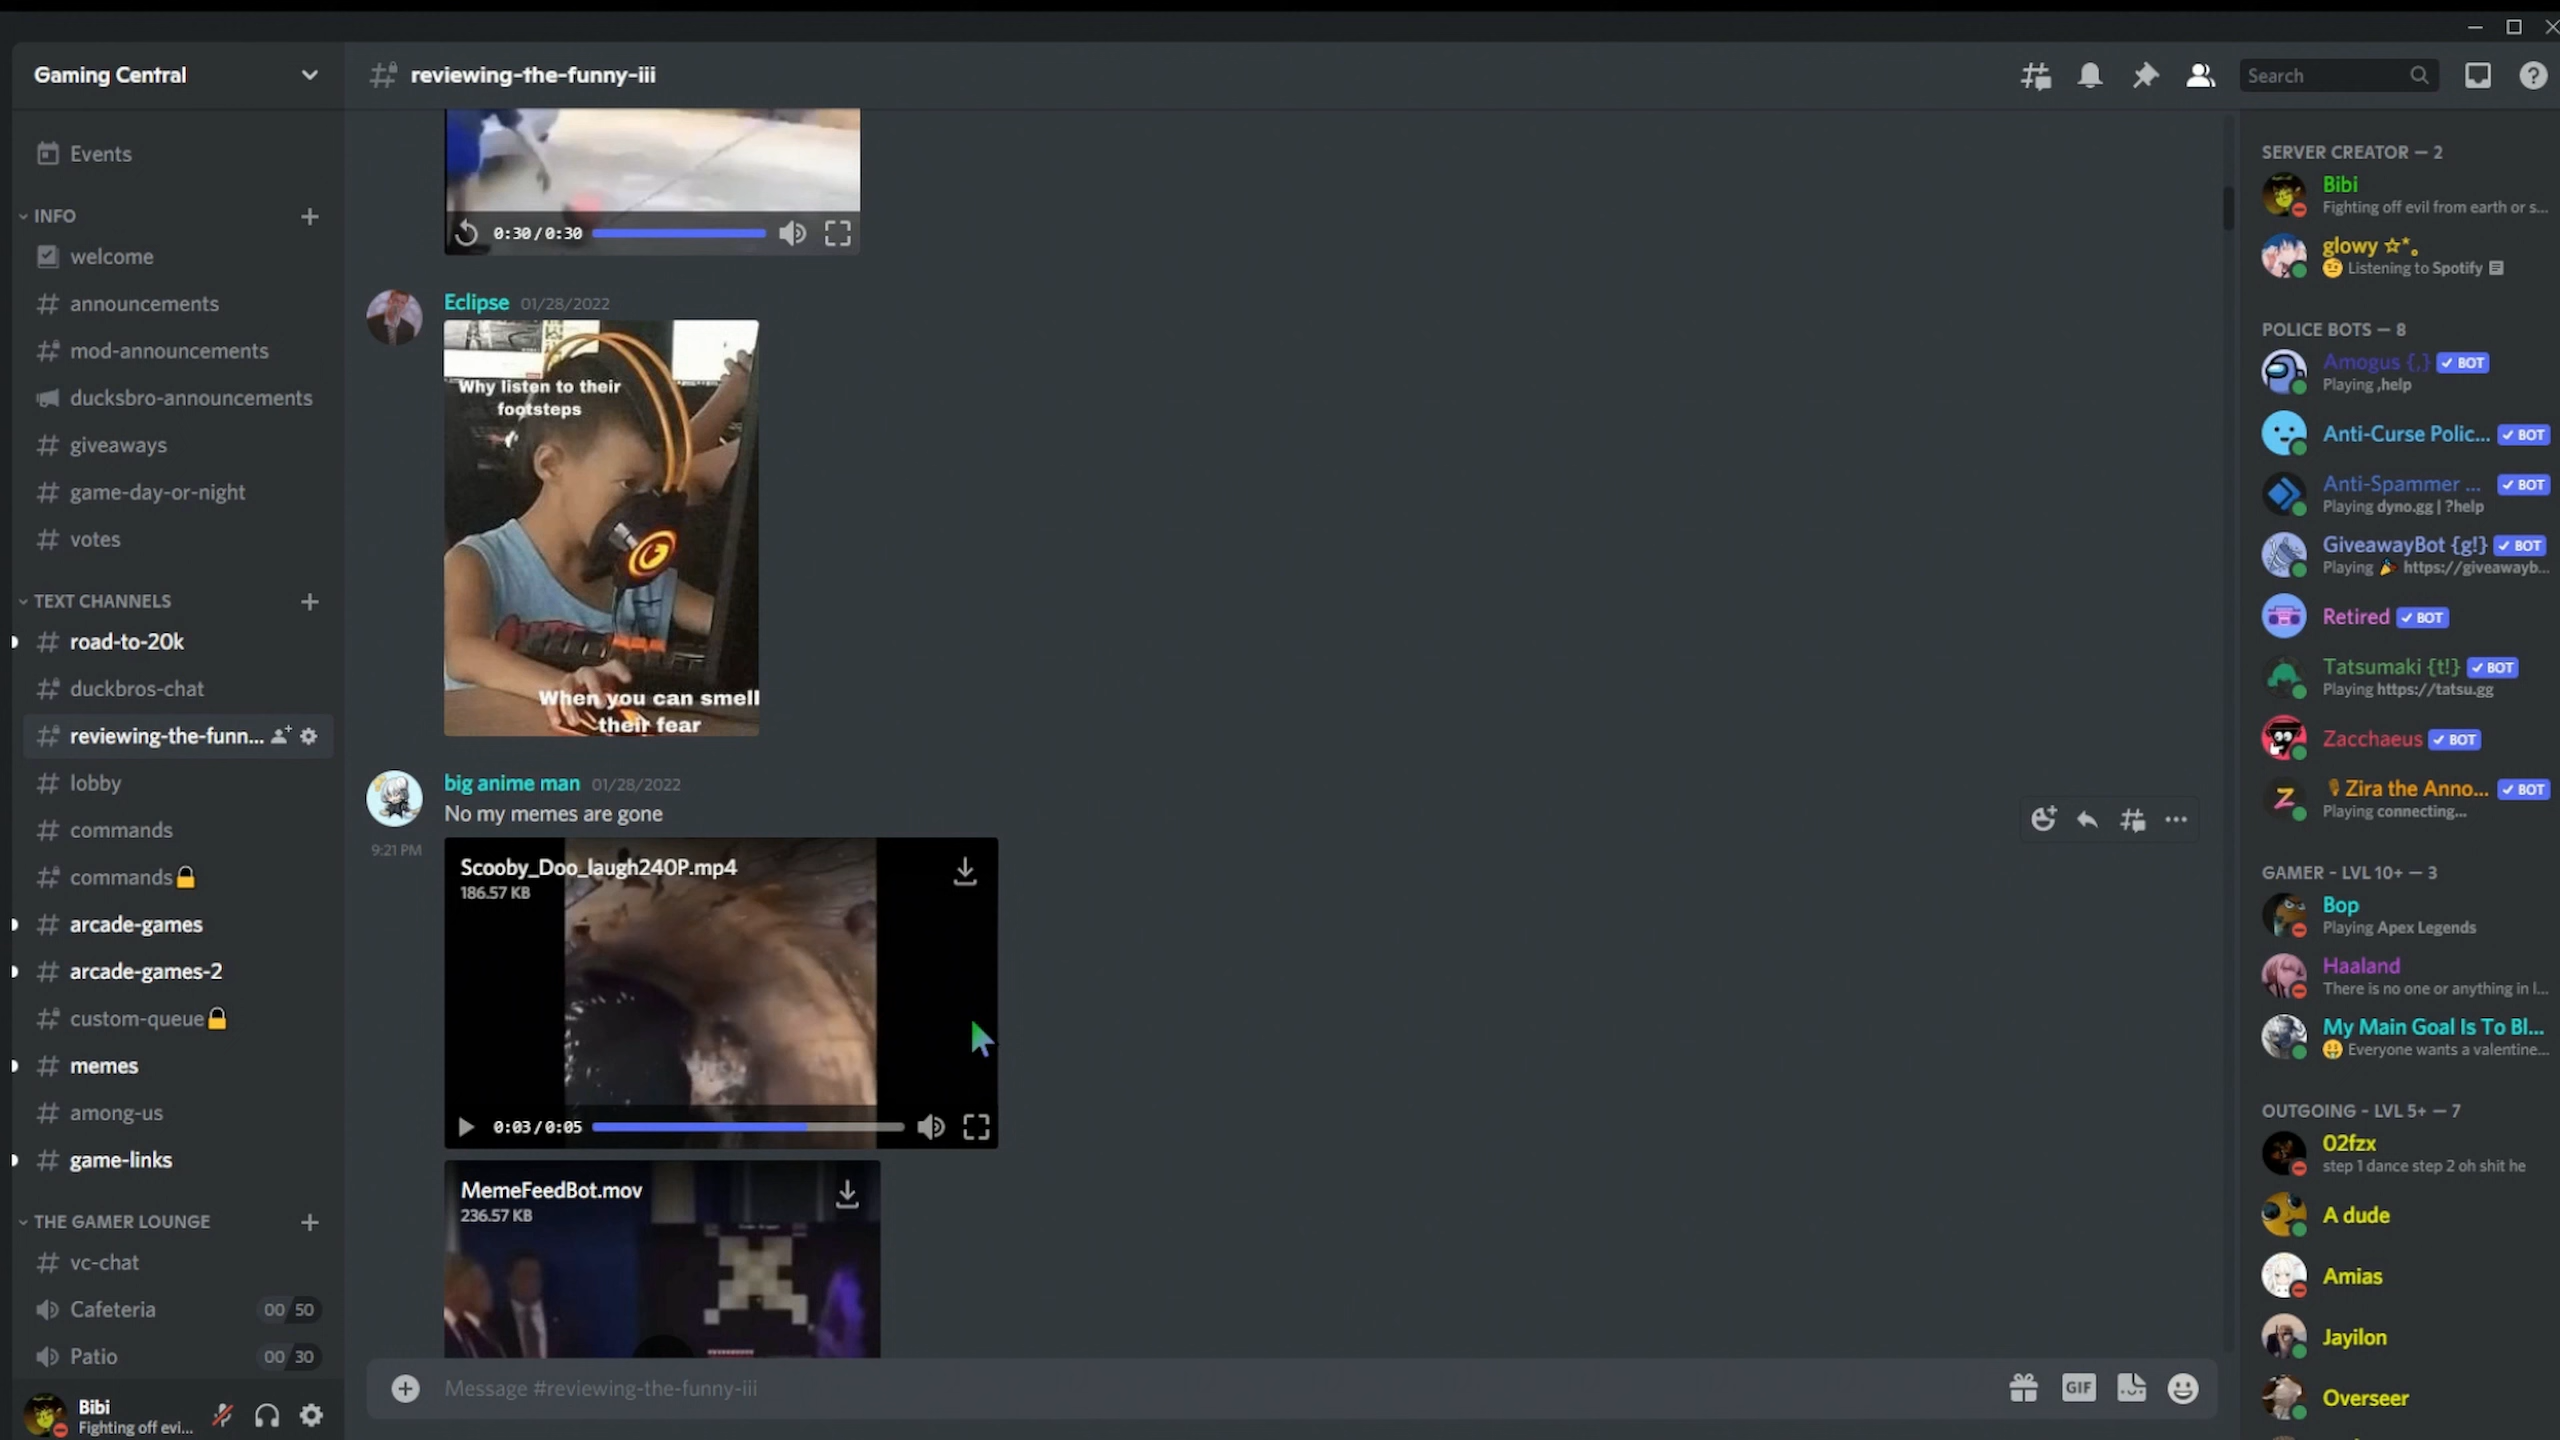 Gaming Central
Events
INFO
welcome
announcements
mod-announcements
ducksbro-announcements
giveaways
game-day-or-night
votes
TEXT CHANNELS
road-to-20k
duckbros-chat
reviewing-the-funn...
lobby
commands
commands🔒
arcade-games
arcade-games-2
custom-queue🔒
memes
among-us
game-links
THE GAMER LOUNGE
vc-chat
Cafeteria 00 50
Patio 00 30
Bibi
Fighting off evi...
reviewing-the-funny-iii
Search
0:30/0:30
Eclipse 01/28/2022
Why listen to their
footsteps
When you can smell
their fear
big anime man 01/28/2022
No my memes are gone
9:21 PM
Scooby_Doo_laugh240P.mp4
186.57 KB
0:03/0:05
MemeFeedBot.mov
236.57 KB
Message #reviewing-the-funny-iii
GIF
SERVER CREATOR — 2
Bibi
Fighting off evil from earth or s...
glowy ☆*。
🤨 Listening to Spotify
POLICE BOTS — 8
Amogus {,} ✓ BOT
Playing ,help
Anti-Curse Polic... ✓ BOT
Anti-Spammer ... ✓ BOT
Playing dyno.gg | ?help
GiveawayBot {g!} ✓ BOT
Playing 🎉 https://giveawayb...
Retired ✓ BOT
Tatsumaki {t!} ✓ BOT
Playing https://tatsu.gg
Zacchaeus ✓ BOT
🎙Zira the Anno... ✓ BOT
Playing connecting...
GAMER - LVL 10+ — 3
Bop
Playing Apex Legends
Haaland
There is no one or anything in l...
My Main Goal Is To Bl...
🤑 Everyone wants a valentine...
OUTGOING - LVL 5+ — 7
02fzx
step 1 dance step 2 oh shit he
A dude
Amias
Jayilon
Overseer